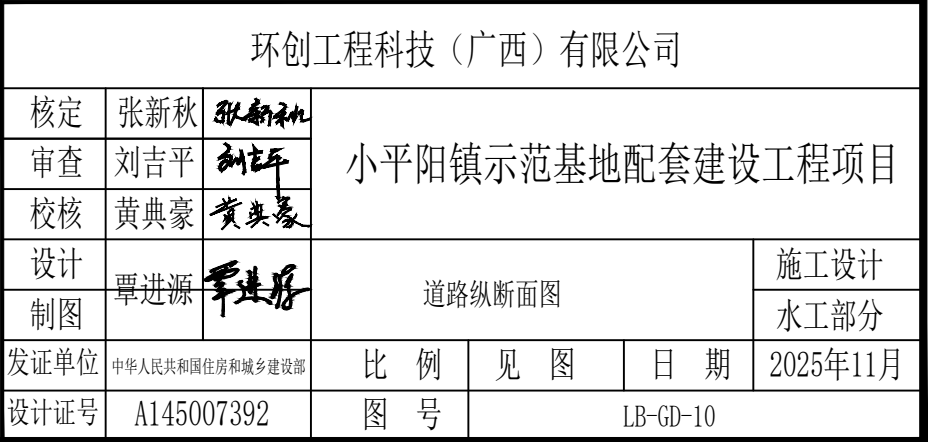 环创工程科技（广西）有限公司
核定 张新秋 张新秋
审查 刘吉平 刘吉平
小平阳镇示范基地配套建设工程项目
校核 黄典豪 黄典豪
设计 覃进源 覃进源 道路纵断面图 施工设计
制图 水工部分
发证单位 中华人民共和国住房和城乡建设部 比 例 见 图 日 期 2025年11月
设计证号 A145007392 图 号 LB-GD-10